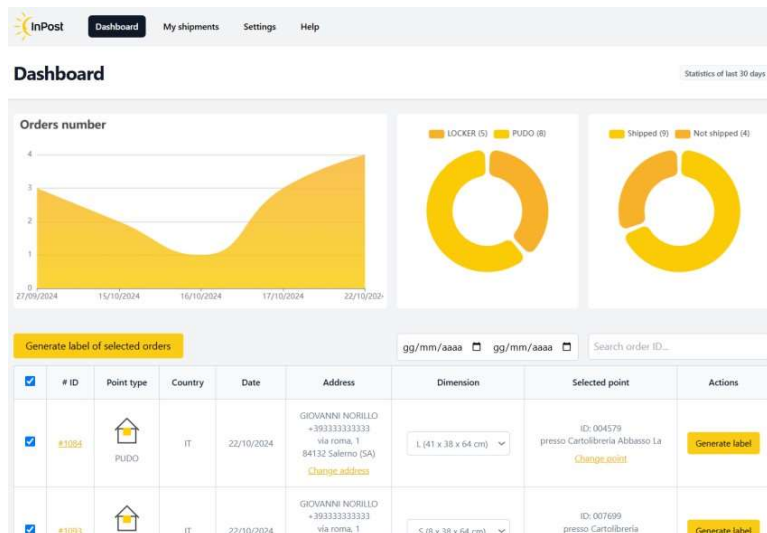 InPost
Dashboard
My shipments
Settings
Help
Dashboard
Statistics of last 30 days
Orders number
4
3
2
1
0
27/09/2024
15/10/2024
16/10/2024
17/10/2024
22/10/202
LOCKER (5)
PUDO (8)
Shipped (9)
Not shipped (4)
Generate label of selected orders
gg/mm/aaaa
gg/mm/aaaa
Search order ID...
# ID
Point type
Country
Date
Address
Dimension
Selected point
Actions
#1084
PUDO
IT
22/10/2024
GIOVANNI NORILLO
+393333333333
via roma, 1
84132 Salerno (SA)
Change address
L (41 x 38 x 64 cm)
ID: 004579
presso Cartolibreria Abbasso La
Change point
Generate label
#1093
IT
22/10/2024
GIOVANNI NORILLO
+393333333333
via roma, 1
S (8 x 38 x 64 cm)
ID: 007699
presso Cartolibreria
Generate label